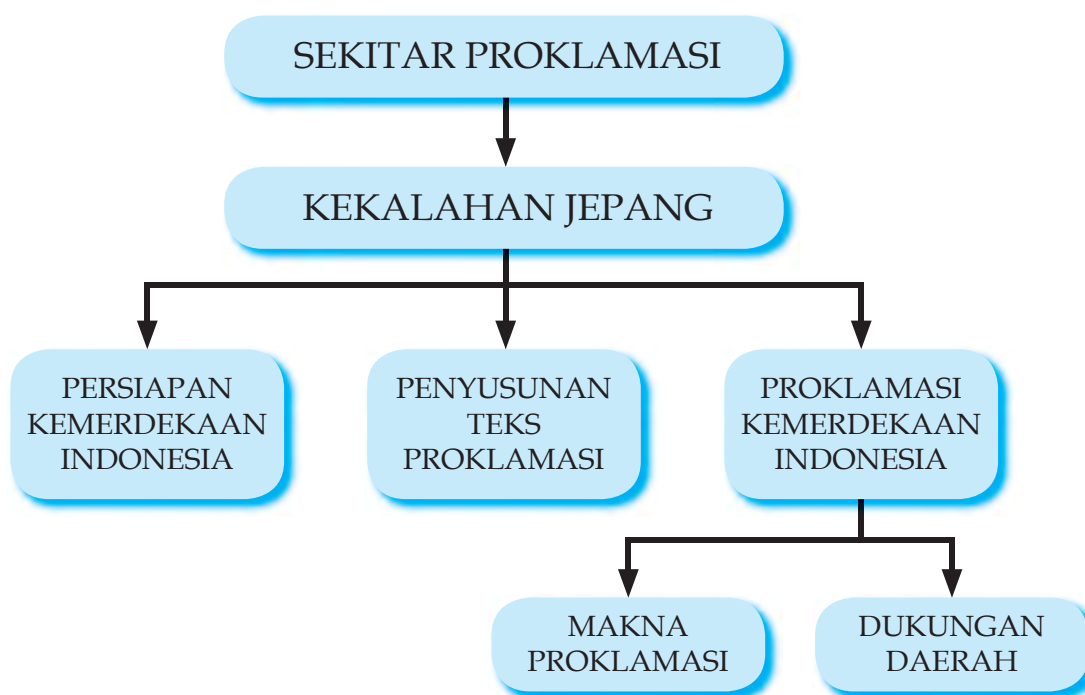 SEKITAR PROKLAMASI
KEKALAHAN JEPANG
PERSIAPAN
KEMERDEKAAN
INDONESIA
PENYUSUNAN
TEKS
PROKLAMASI
PROKLAMASI
KEMERDEKAAN
INDONESIA
MAKNA
PROKLAMASI
DUKUNGAN
DAERAH